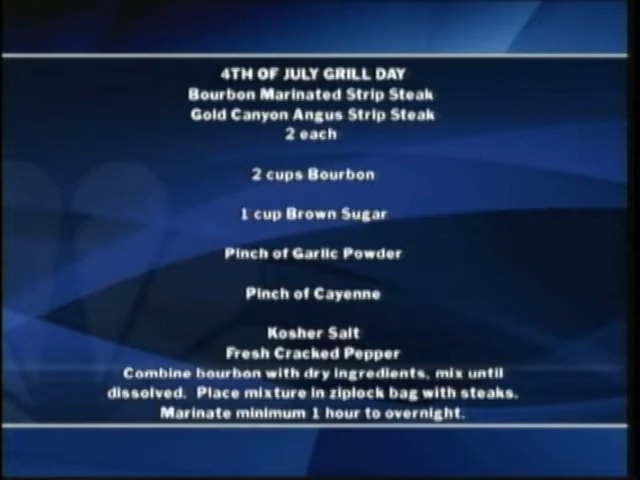 4TH OF JULY GRILL DAY
Bourbon Marinated Strip Steak
Gold Canyon Angus Strip Steak
2 each
2 cups Bourbon
1 cup Brown Sugar
Pinch of Garlic Powder
Pinch of Cayenne
Kosher Salt
Fresh Cracked Pepper
Combine bourbon with dry ingredients, mix until
dissolved. Place mixture in ziplock bag with steaks.
Marinate minimum 1 hour to overnight.